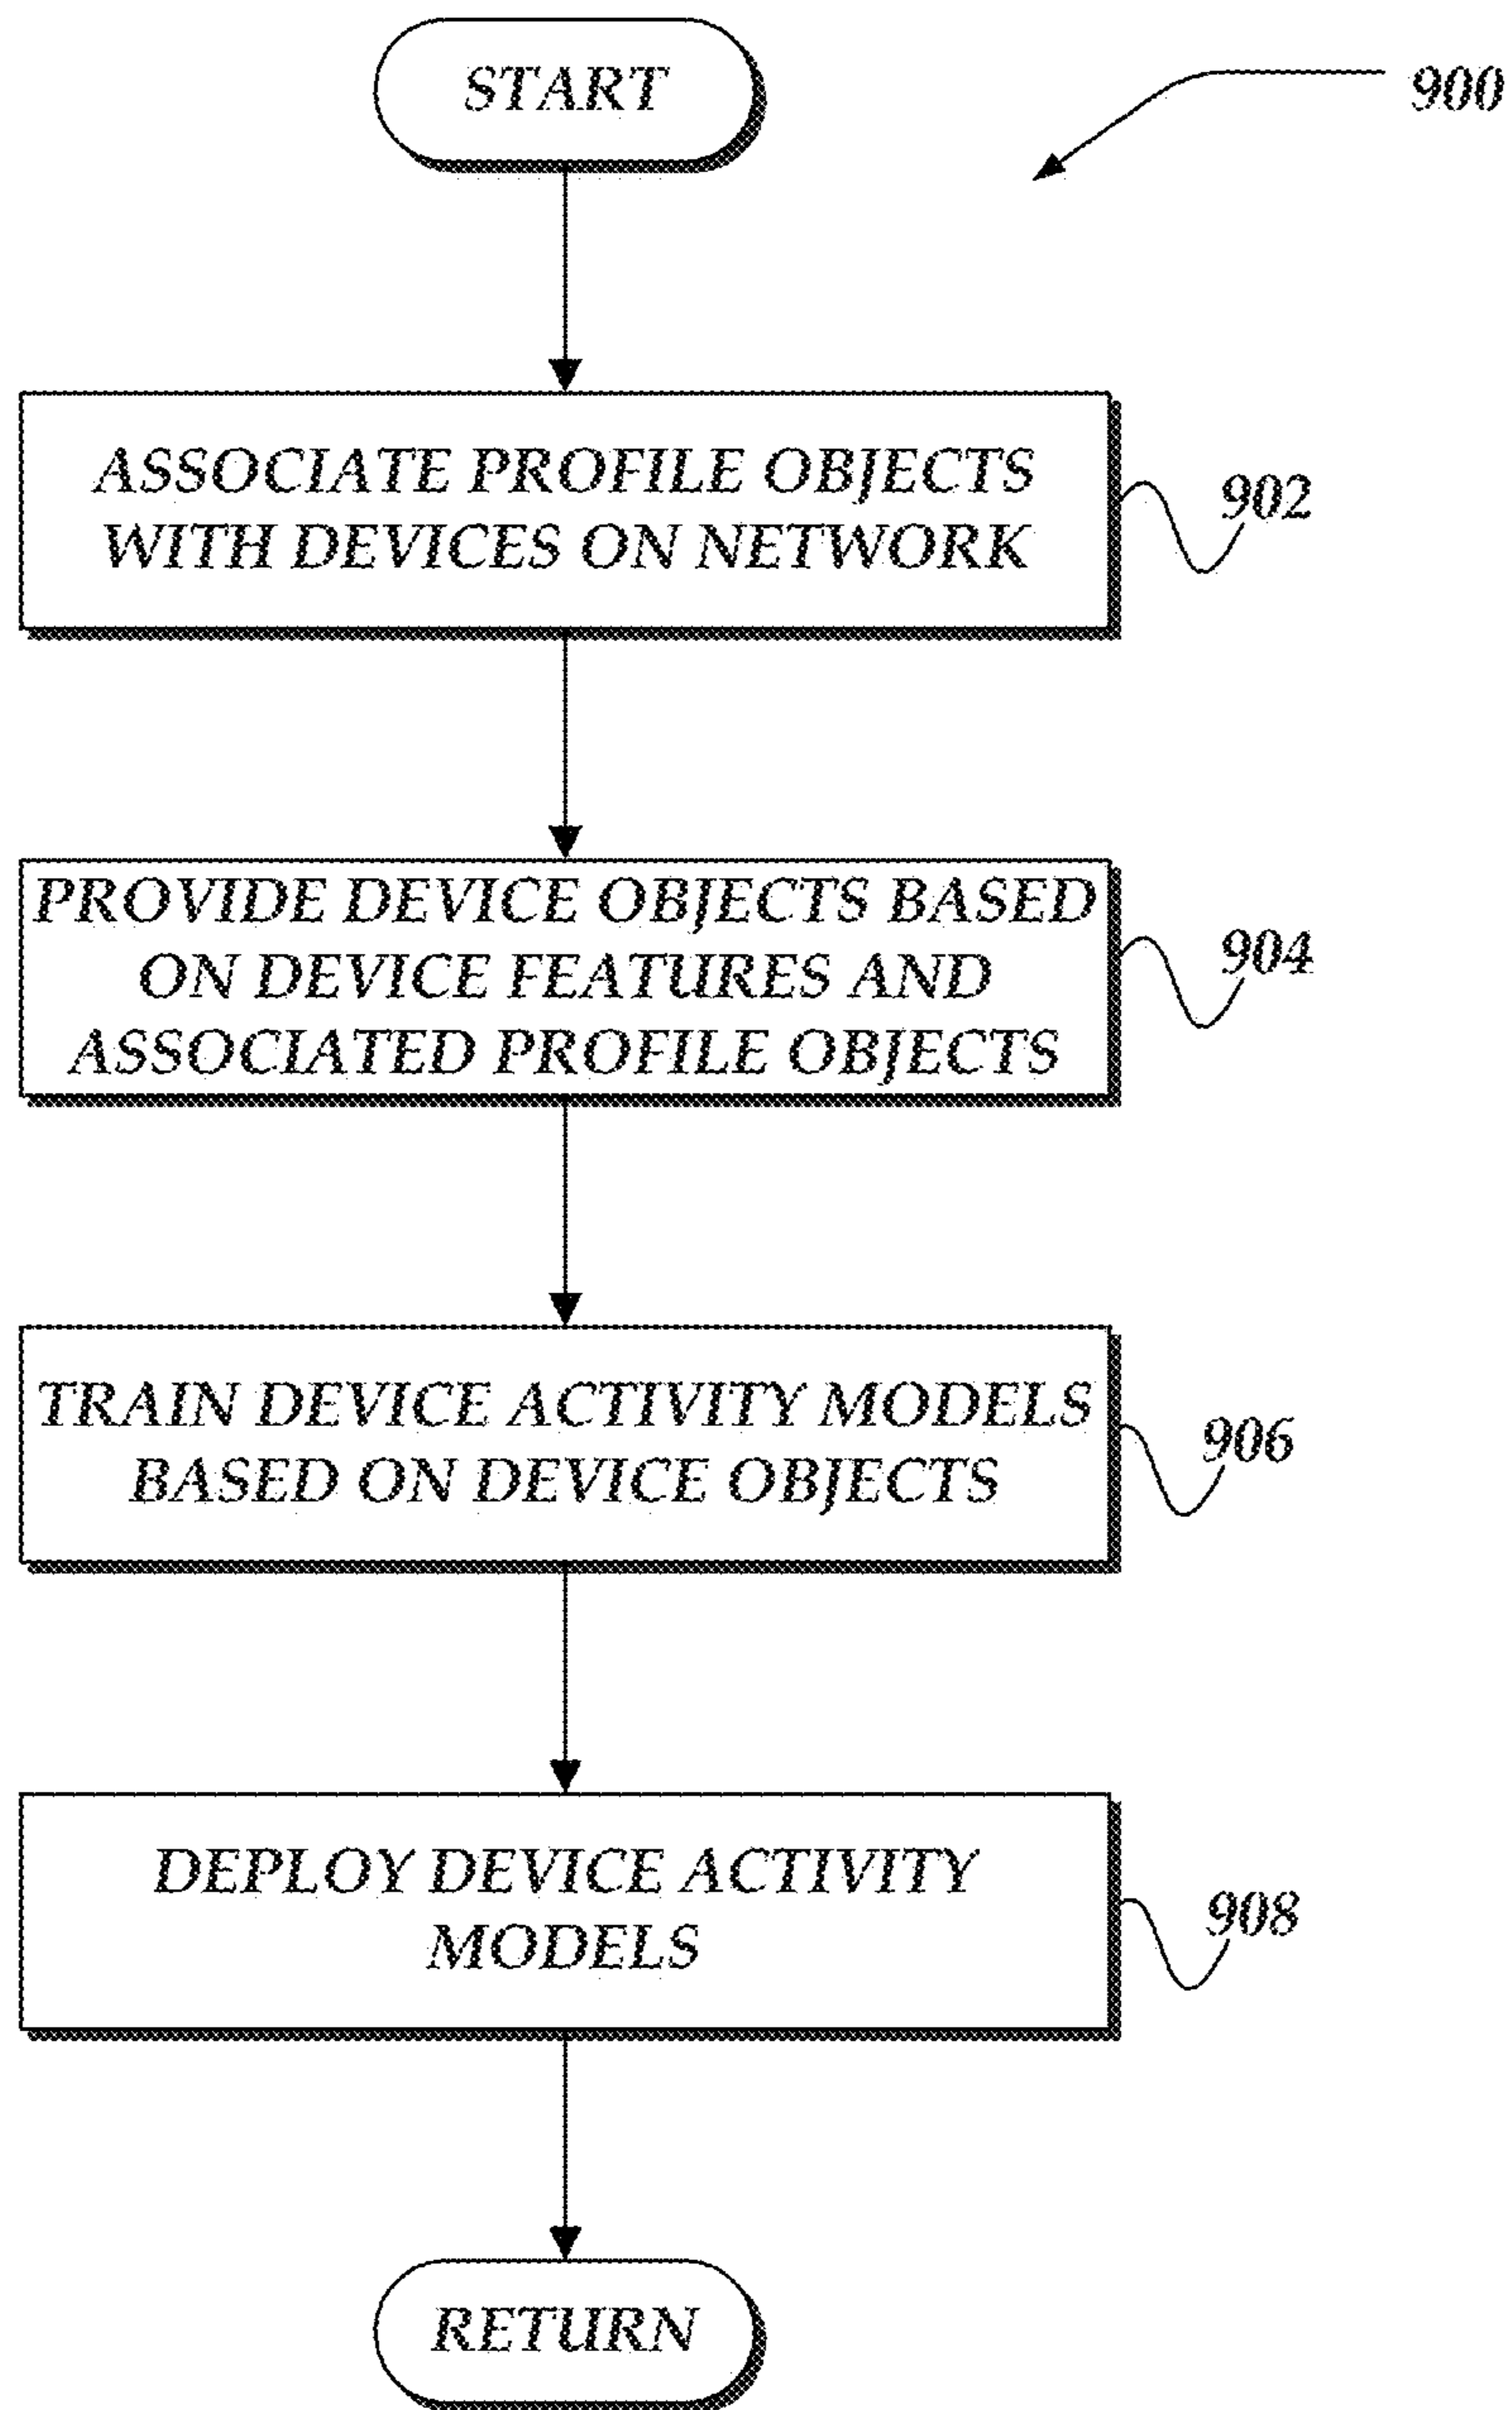 START
900
ASSOCIATE PROFILE OBJECTS
WITH DEVICES ON NETWORK
902
PROVIDE DEVICE OBJECTS BASED
ON DEVICE FEATURES AND
ASSOCIATED PROFILE OBJECTS
904
TRAIN DEVICE ACTIVITY MODELS
BASED ON DEVICE OBJECTS
906
DEPLOY DEVICE ACTIVITY
MODELS
908
RETURN